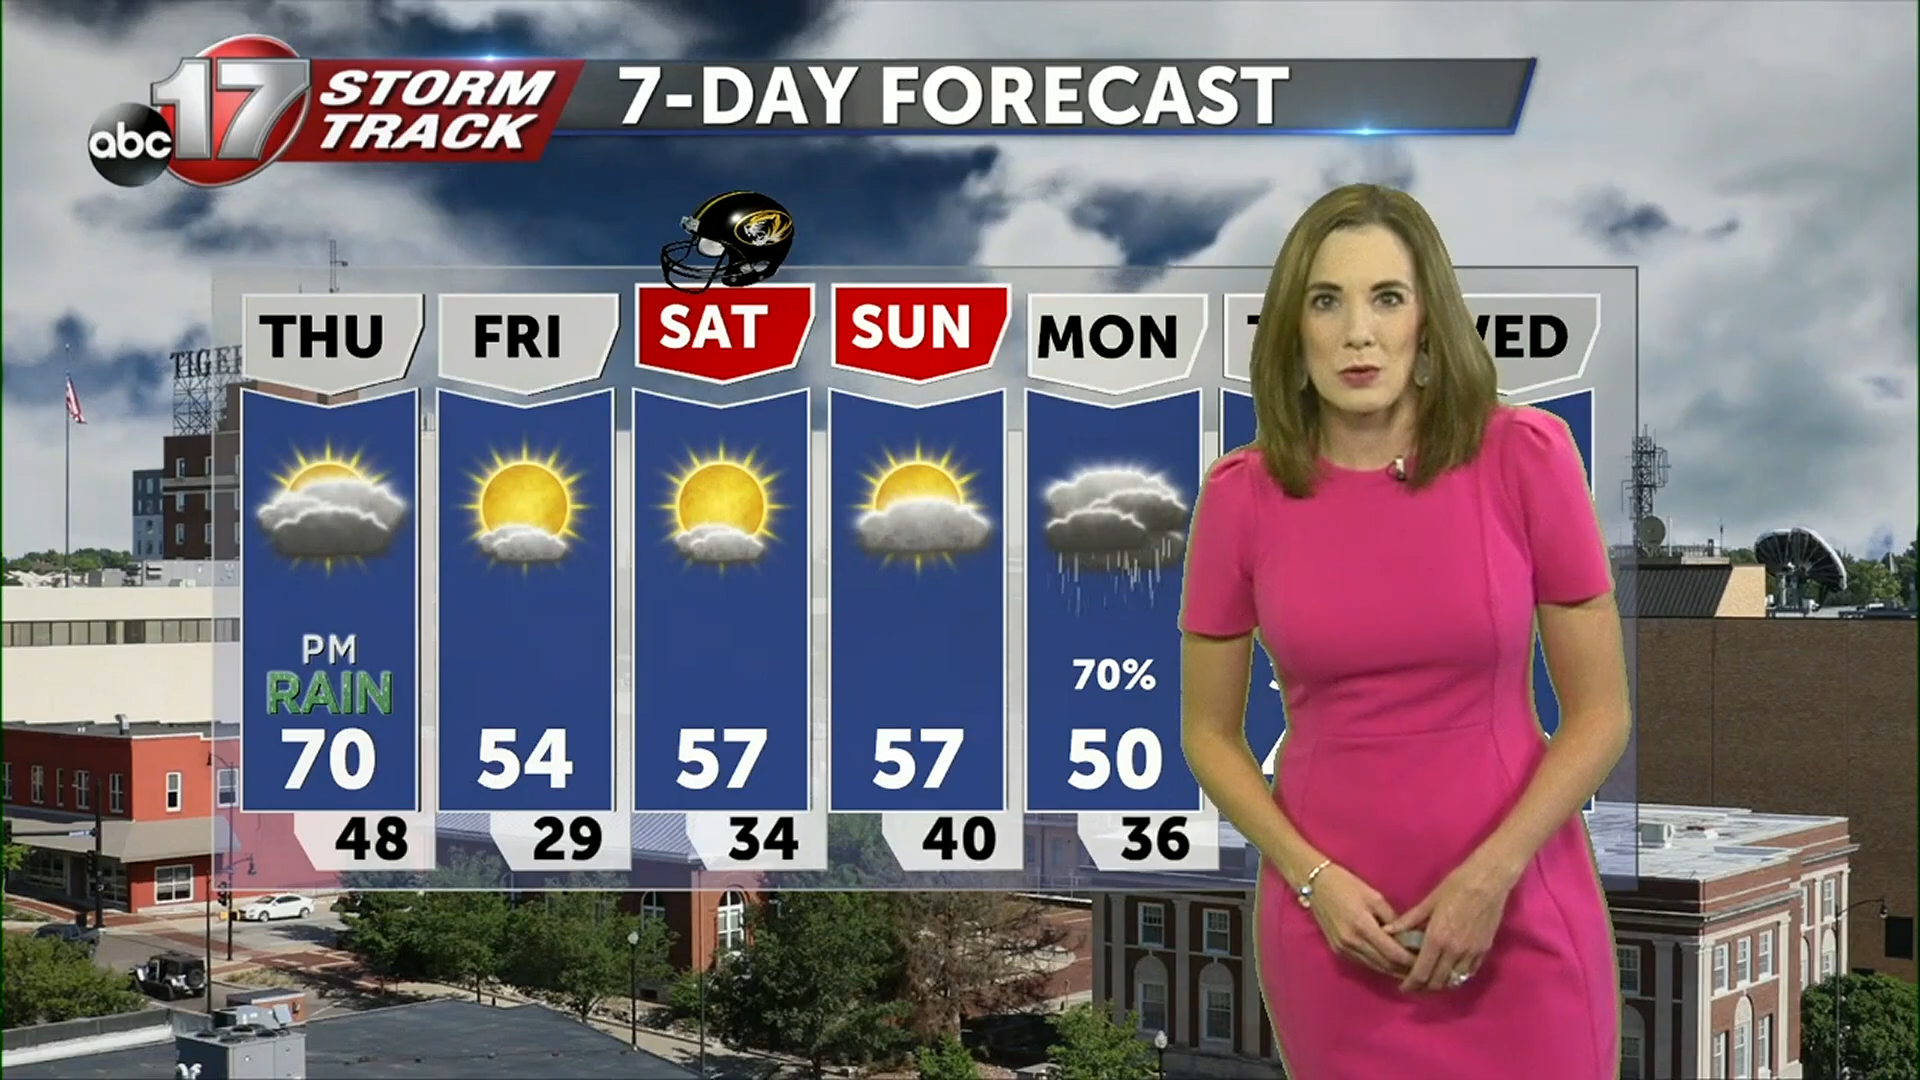 abc 17 STORM TRACK
7-DAY FORECAST
TIGER
THU FRI SAT SUN MON WED
PM
RAIN
70%
70 54 57 57 50
48 29 34 40 36